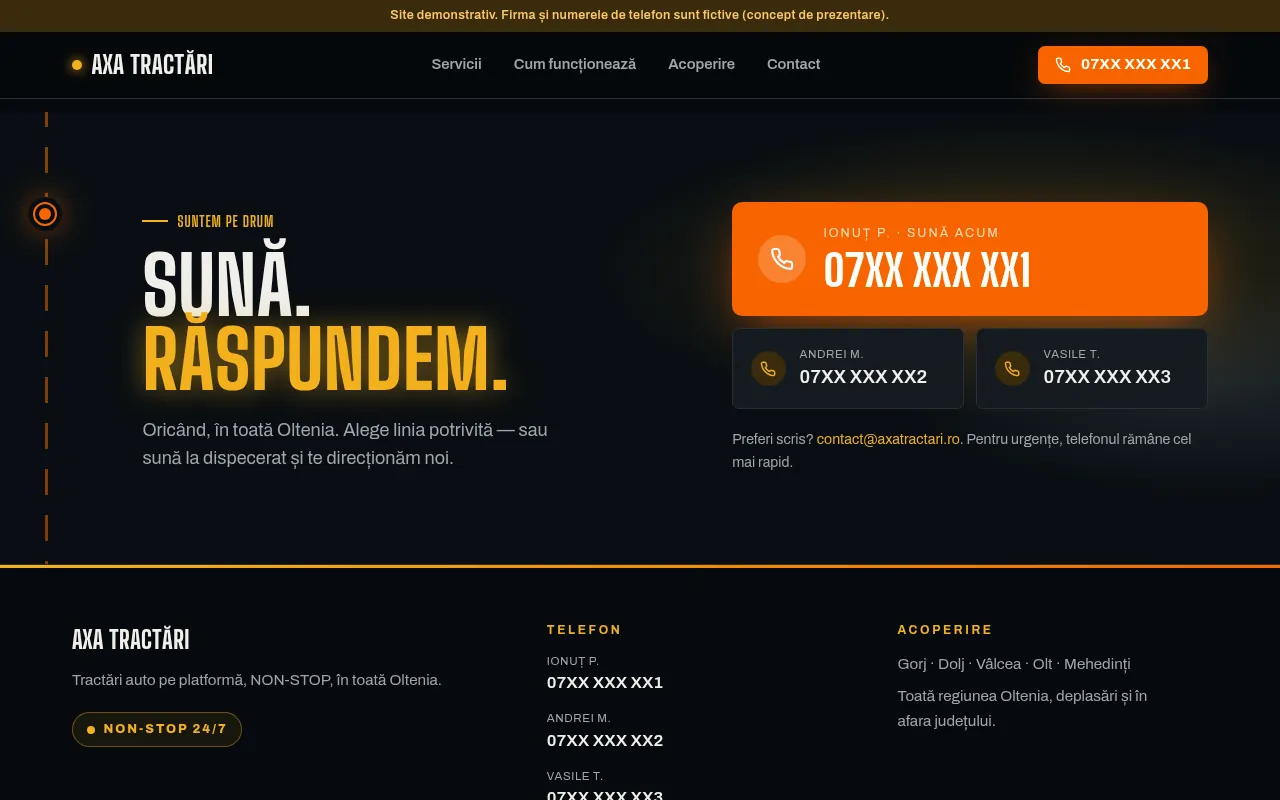 Site demonstrativ. Firma și numerele de telefon sunt fictive (concept de prezentare).
AXA TRACTĂRI
Servicii
Cum funcționează
Acoperire
Contact
07XX XXX XX1
SUNTEM PE DRUM
SUNĂ.
RĂSPUNDEM.
Oricând, în toată Oltenia. Alege linia potrivită — sau
sună la dispecerat și te direcționăm noi.
IONUȚ P. · SUNĂ ACUM
07XX XXX XX1
ANDREI M.
07XX XXX XX2
VASILE T.
07XX XXX XX3
Preferi scris? contact@axatractari.ro. Pentru urgențe, telefonul rămâne cel
mai rapid.
AXA TRACTĂRI
Tractări auto pe platformă, NON-STOP, în toată Oltenia.
NON-STOP 24/7
TELEFON
IONUȚ P.
07XX XXX XX1
ANDREI M.
07XX XXX XX2
VASILE T.
07XX XXX XX3
ACOPERIRE
Gorj · Dolj · Vâlcea · Olt · Mehedinți
Toată regiunea Oltenia, deplasări și în
afara județului.